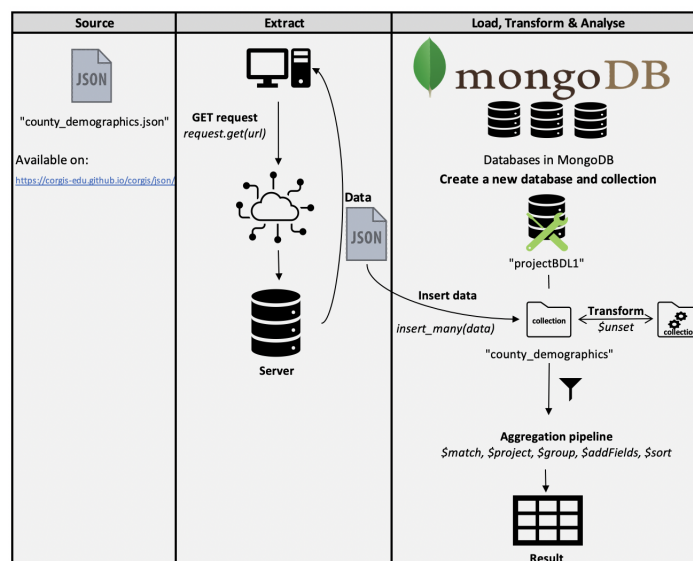 Source
Extract
Load, Transform & Analyse
JSON
"county_demographics.json"
Available on:
https://corgis-edu.github.io/corgis/json/
GET request
request.get(url)
Data
JSON
Server
mongoDB
Databases in MongoDB
Create a new database and collection
"projectBDL1"
Insert data
insert_many(data)
collection
Transform
$unset
collection
"county_demographics"
Aggregation pipeline
$match, $project, $group, $addFields, $sort
Result